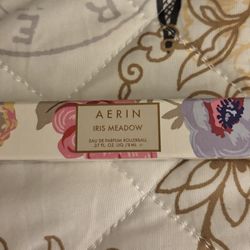 AERIN
IRIS MEADOW
EAU DE PARFUM ROLLERBALL
.27 FL. OZ. LIQ./8 ML ℮